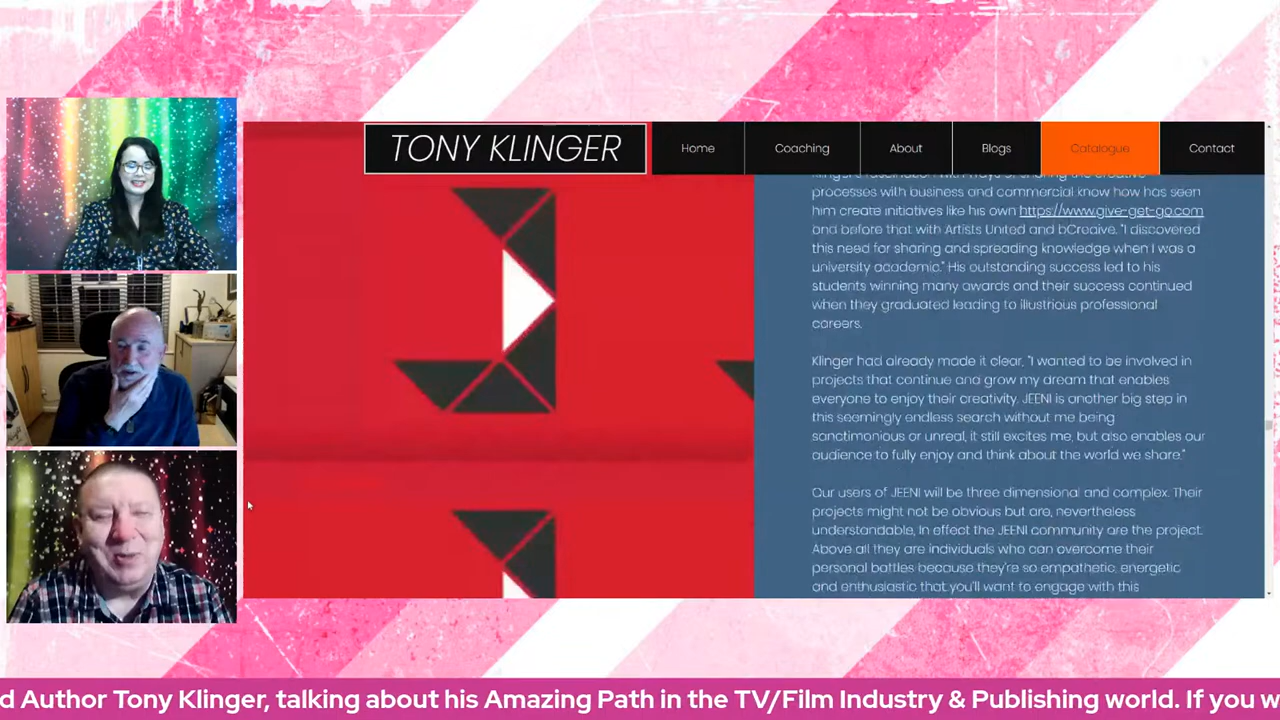 TONY KLINGER
Home
Coaching
About
Blogs
Catalogue
Contact
processes with business and commercial know how has seen
him create initiatives like his own https://www.give-get-go.com
and before that with Artists United and bCreaive. "I discovered
this need for sharing and spreading knowledge when I was a
university academic." His outstanding success led to his
students winning many awards and their success continued
when they graduated leading to illustrious professional
careers.
Klinger had already made it clear, "I wanted to be involved in
projects that continue and grow my dream that enables
everyone to enjoy their creativity. JEENI is another big step in
this seemingly endless search without me being
sanctimonious or unreal, it still excites me, but also enables our
audience to fully enjoy and think about the world we share."
Our users of JEENI will be three dimensional and complex. Their
projects might not be obvious but are, nevertheless
understandable, In effect the JEENI community are the project.
Above all they are individuals who can overcome their
personal battles because they're so empathetic, energetic
and enthusiastic that you'll want to engage with this
d Author Tony Klinger, talking about his Amazing Path in the TV/Film Industry & Publishing world. If you w